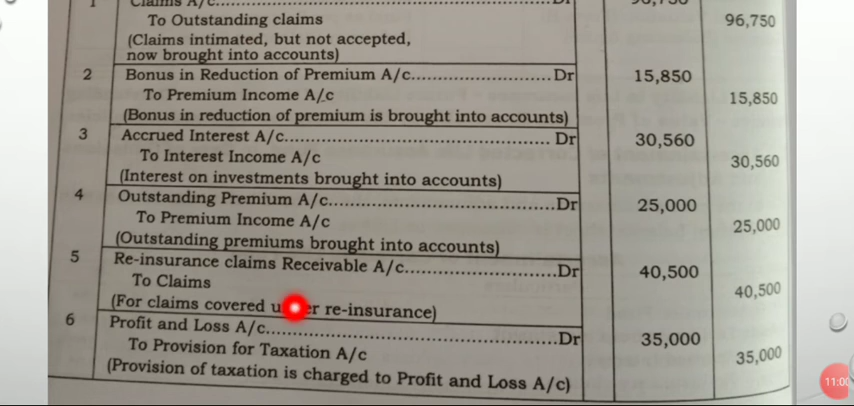 1 Claims A/c....................Dr
To Outstanding claims 96,750
(Claims intimated, but not accepted,
now brought into accounts)
2 Bonus in Reduction of Premium A/c....................Dr 15,850
To Premium Income A/c 15,850
(Bonus in reduction of premium is brought into accounts)
3 Accrued Interest A/c....................Dr 30,560
To Interest Income A/c 30,560
(Interest on investments brought into accounts)
4 Outstanding Premium A/c....................Dr 25,000
To Premium Income A/c 25,000
(Outstanding premiums brought into accounts)
5 Re-insurance claims Receivable A/c....................Dr 40,500
To Claims 40,500
(For claims covered re-insurance)
6 Profit and Loss A/c....................Dr 35,000
To Provision for Taxation A/c 35,000
(Provision of taxation is charged to Profit and Loss A/c)
11:00